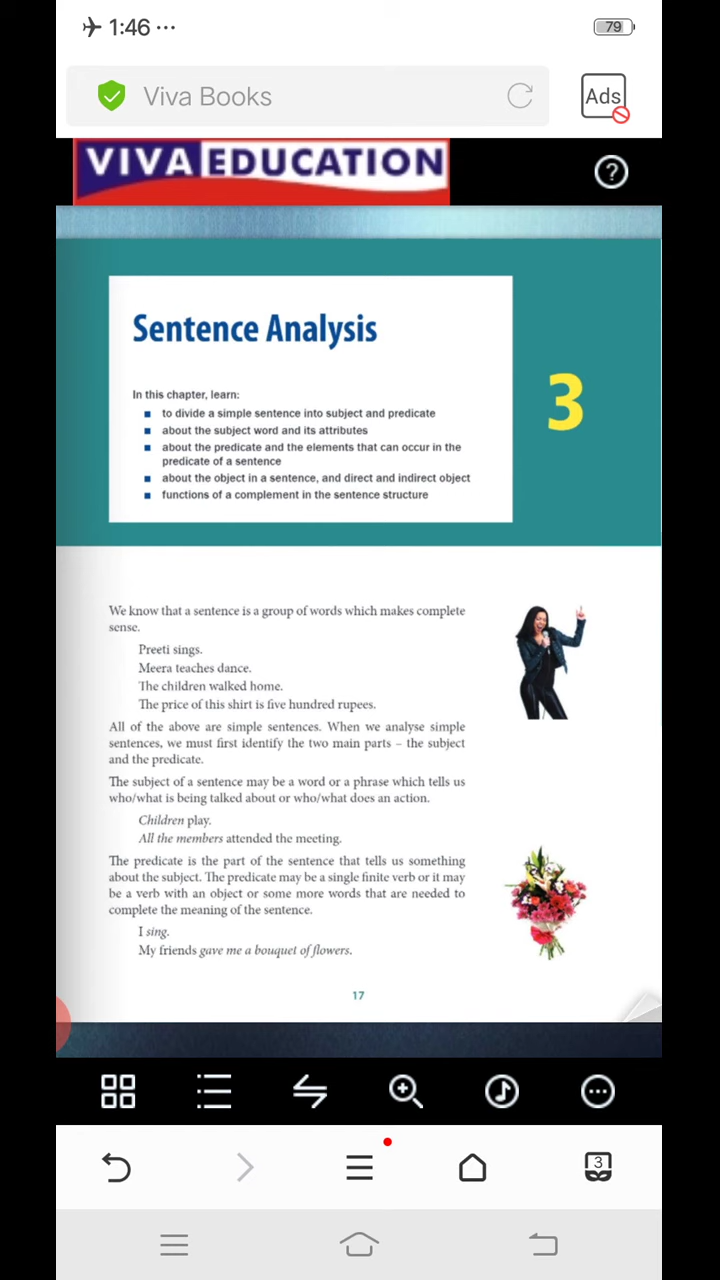 1:46 ...
79
Viva Books
Ads
VIVA EDUCATION
?
Sentence Analysis
3
In this chapter, learn:
to divide a simple sentence into subject and predicate
about the subject word and its attributes
about the predicate and the elements that can occur in the
predicate of a sentence
about the object in a sentence, and direct and indirect object
functions of a complement in the sentence structure
We know that a sentence is a group of words which makes complete
sense.
Preeti sings.
Meera teaches dance.
The children walked home.
The price of this shirt is five hundred rupees.
All of the above are simple sentences. When we analyse simple
sentences, we must first identify the two main parts – the subject
and the predicate.
The subject of a sentence may be a word or a phrase which tells us
who/what is being talked about or who/what does an action.
Children play.
All the members attended the meeting.
The predicate is the part of the sentence that tells us something
about the subject. The predicate may be a single finite verb or it may
be a verb with an object or some more words that are needed to
complete the meaning of the sentence.
I sing.
My friends gave me a bouquet of flowers.
17
3